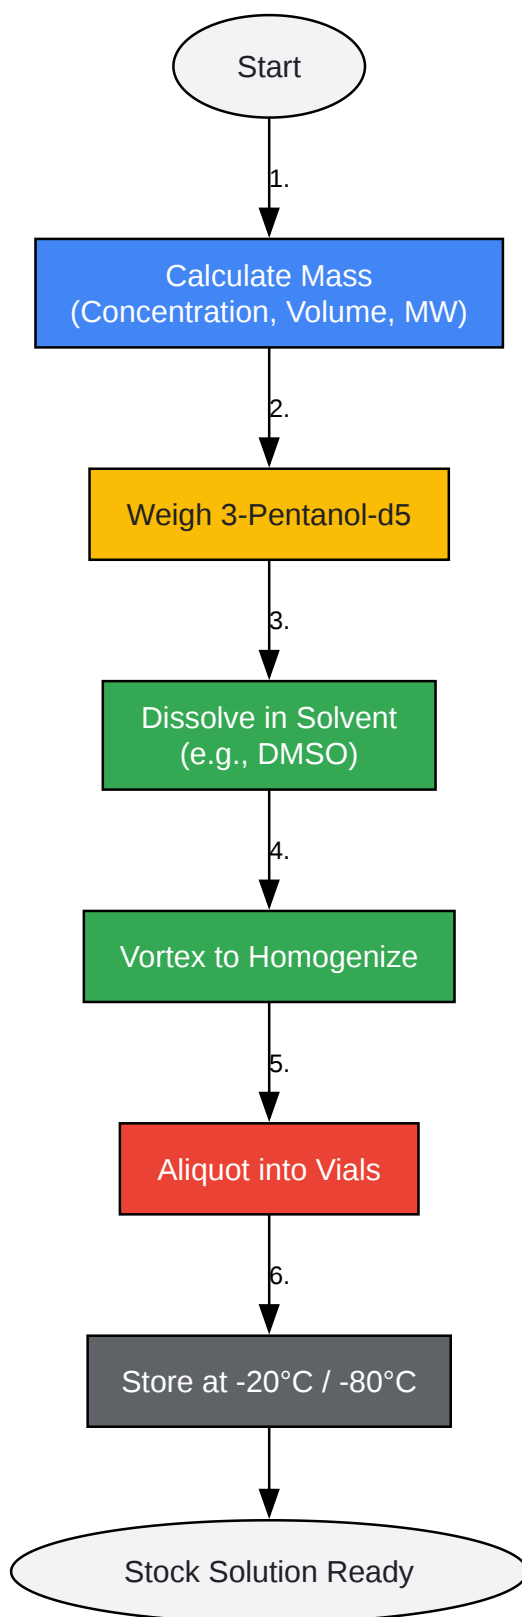 Start
1.
Calculate Mass
(Concentration, Volume, MW)
2.
Weigh 3-Pentanol-d5
3.
Dissolve in Solvent
(e.g., DMSO)
4.
Vortex to Homogenize
5.
Aliquot into Vials
6.
Store at -20°C / -80°C
Stock Solution Ready